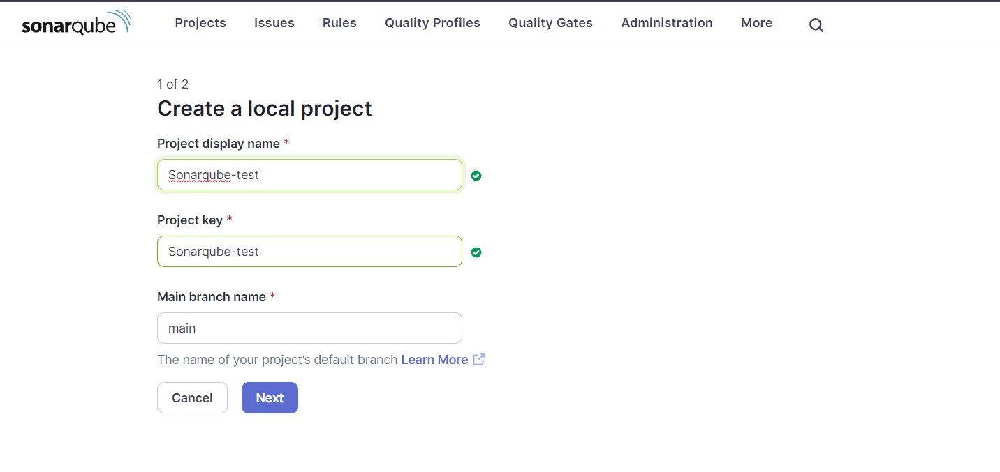 sonarqube Projects Issues Rules Quality Profiles Quality Gates Administration More
1 of 2
Create a local project
Project display name *
Sonarqube-test
Project key *
Sonarqube-test
Main branch name *
main
The name of your project's default branch Learn More
Cancel Next